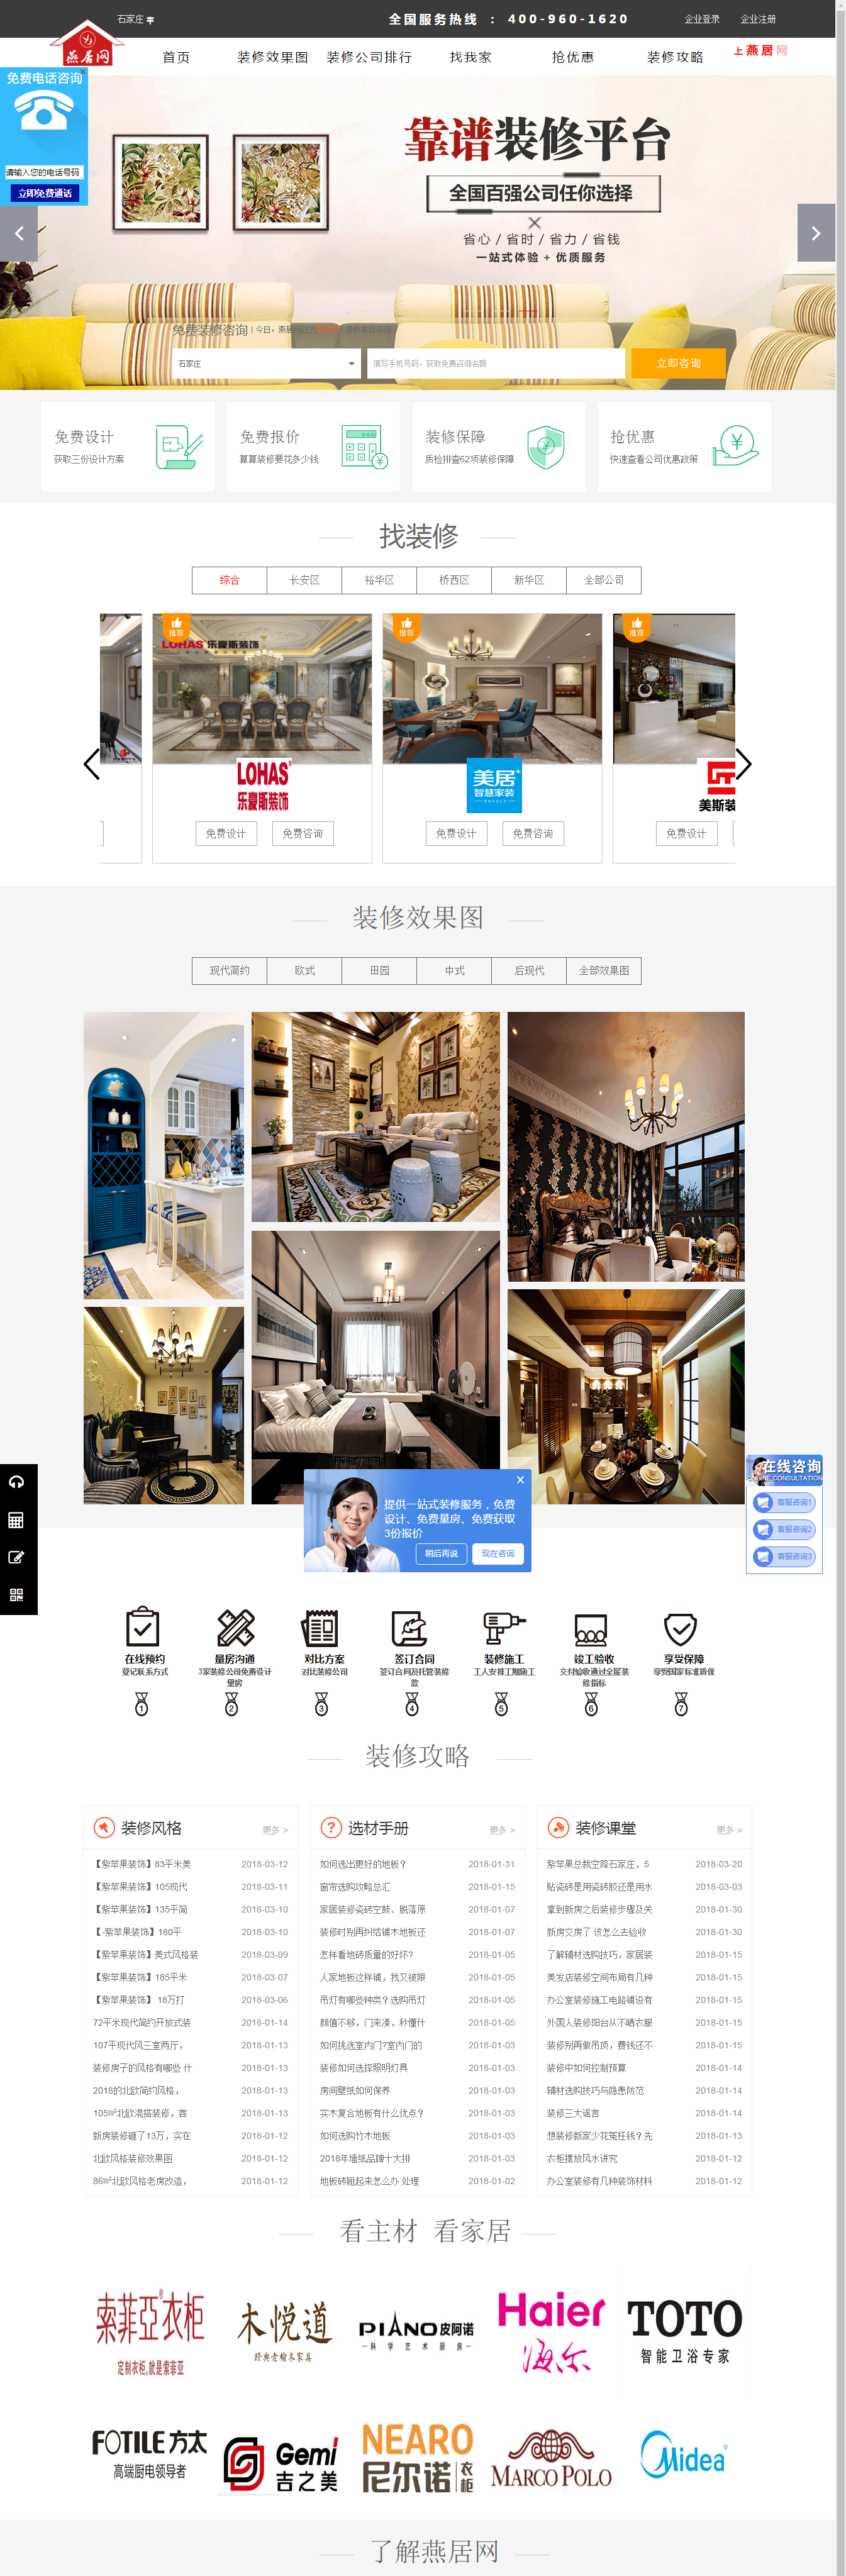 石家庄
全国服务热线 : 400-960-1620
企业登录 企业注册
燕居网
首页 装修效果图 装修公司排行 找我家 抢优惠 装修攻略
上燕居网
免费电话咨询
请输入您的电话号码
立即免费通话
靠谱装修平台
全国百强公司任你选择
省心 / 省时 / 省力 / 省钱
一站式体验 + 优质服务
免费装修咨询
石家庄
填写手机号码，获取免费咨询名额
立即咨询
免费设计
获取三份设计方案
免费报价
算算装修要花多少钱
装修保障
质检排查62项装修保障
抢优惠
快速查看公司优惠政策
找装修
综合 长安区 裕华区 桥西区 新华区 全部公司
推荐 推荐 推荐
LOHAS乐豪斯装饰
LOHAS
乐豪斯装饰
美居+
智慧家装
美斯装
免费设计 免费咨询 免费设计 免费咨询 免费设计
装修效果图
现代简约 欧式 田园 中式 后现代 全部效果图
提供一站式装修服务，免费
设计、免费量房、免费获取
3份报价
稍后再说 现在咨询
在线咨询
ONLINE CONSULTATION
客服咨询1
客服咨询2
客服咨询3
在线预约
登记联系方式
1
量房沟通
3家装修公司免费设计
量房
2
对比方案
对比装修公司
3
签订合同
签订合同及托管装修
款
4
装修施工
工人安排工期施工
5
竣工验收
交付验收通过全屋装
修指标
6
享受保障
享受国家标准质保
7
装修攻略
装修风格 更多 >
【紫苹果装饰】83平米美 2018-03-12
【紫苹果装饰】105现代 2018-03-11
【紫苹果装饰】135平简 2018-03-10
【-紫苹果装饰】180平 2018-03-10
【紫苹果装饰】美式风格装 2018-03-09
【紫苹果装饰】185平米 2018-03-07
【紫苹果装饰】 18万打 2018-03-06
72平米现代简约开放式装 2018-01-14
107平现代风三室两厅， 2018-01-13
装修房子的风格有哪些 什 2018-01-13
2018的北欧简约风格， 2018-01-13
105m²北欧混搭装修，客 2018-01-13
新房装修砸了13万，实在 2018-01-12
北欧风格装修效果图 2018-01-12
86m²北欧风格老房改造， 2018-01-12
选材手册 更多 >
如何选出更好的地板？ 2018-01-31
窗帘选购攻略总汇 2018-01-15
家居装修瓷砖空鼓、脱落原 2018-01-07
装修时别再纠结铺木地板还 2018-01-07
怎样看地砖质量的好坏? 2018-01-05
人家地板这样铺，我又被限 2018-01-05
吊灯有哪些种类？选购吊灯 2018-01-05
颜值不够，门来凑，秒懂什 2018-01-05
如何挑选室内门?室内门的 2018-01-03
装修如何选择照明灯具 2018-01-03
房间壁纸如何保养 2018-01-03
实木复合地板有什么优点？ 2018-01-03
如何选购竹木地板 2018-01-03
2018年墙纸品牌十大排 2018-01-03
地板砖翘起来怎么办 处理 2018-01-02
装修课堂 更多 >
紫苹果总裁空降石家庄，5 2018-03-20
贴瓷砖是用瓷砖胶还是用水 2018-03-03
拿到新房之后装修步骤及关 2018-01-30
新房交房了 该怎么去验收 2018-01-30
了解辅材选购技巧，家居装 2018-01-15
美发店装修空间布局有几种 2018-01-15
办公室装修施工电路铺设有 2018-01-15
外国人装修阳台从不晒衣服 2018-01-15
装修别再做吊顶，费钱还不 2018-01-15
装修中如何控制预算 2018-01-14
辅材选购技巧与隐患防范 2018-01-14
装修三大谣言 2018-01-14
想装修新家少花冤枉钱？先 2018-01-13
衣柜摆放风水讲究 2018-01-12
办公室装修有几种装饰材料 2018-01-12
看主材 看家居
索菲亞衣柜
定制衣柜,就是索菲亚
木悦道
经典老榆木家具
PIANO皮阿诺
科学艺术厨房
Haier
海尔
TOTO
智能卫浴专家
FOTILE方太
高端厨电领导者
Gemi
吉之美
NEARO
尼尔诺衣柜
MARCO POLO
Midea
了解燕居网